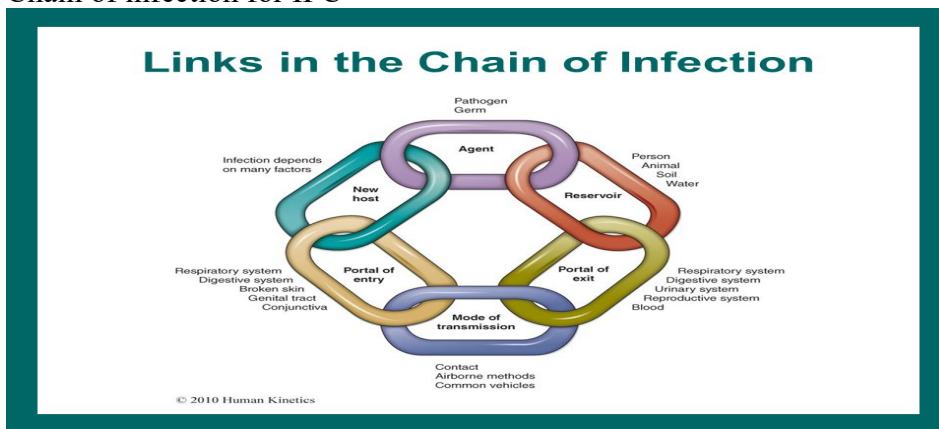 Chain of infection for IPC
Links in the Chain of Infection
Pathogen
Germ
Agent
Infection depends
on many factors
New
host
Person
Animal
Soil
Water
Reservoir
Respiratory system
Digestive system
Broken skin
Genital tract
Conjunctiva
Portal of
entry
Portal of
exit
Respiratory system
Digestive system
Urinary system
Reproductive system
Blood
Mode of
transmission
Contact
Airborne methods
Common vehicles
© 2010 Human Kinetics